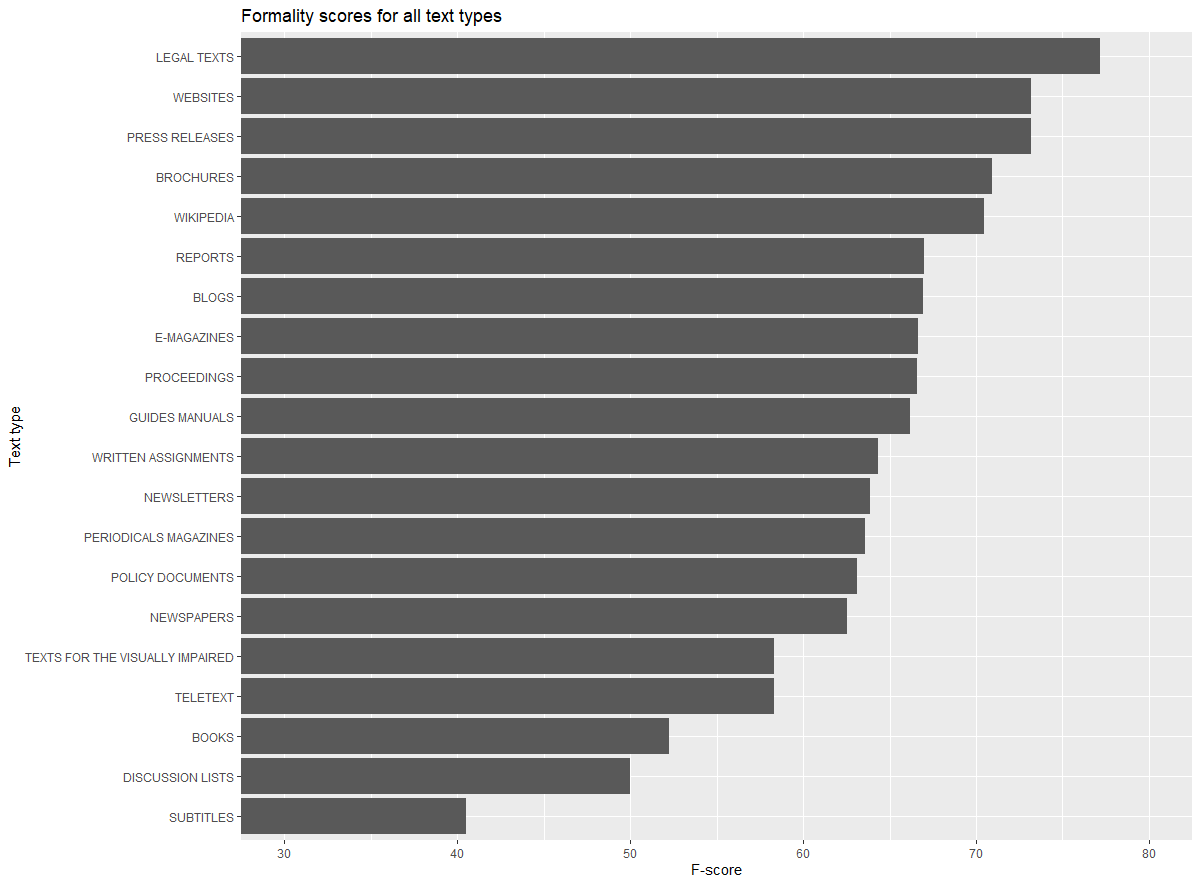 Formality scores for all text types
LEGAL TEXTS
WEBSITES
PRESS RELEASES
BROCHURES
WIKIPEDIA
REPORTS
BLOGS
E-MAGAZINES
PROCEEDINGS
GUIDES MANUALS
WRITTEN ASSIGNMENTS
NEWSLETTERS
PERIODICALS MAGAZINES
POLICY DOCUMENTS
NEWSPAPERS
TEXTS FOR THE VISUALLY IMPAIRED
TELETEXT
BOOKS
DISCUSSION LISTS
SUBTITLES
Text type
30 40 50 60 70 80
F-score